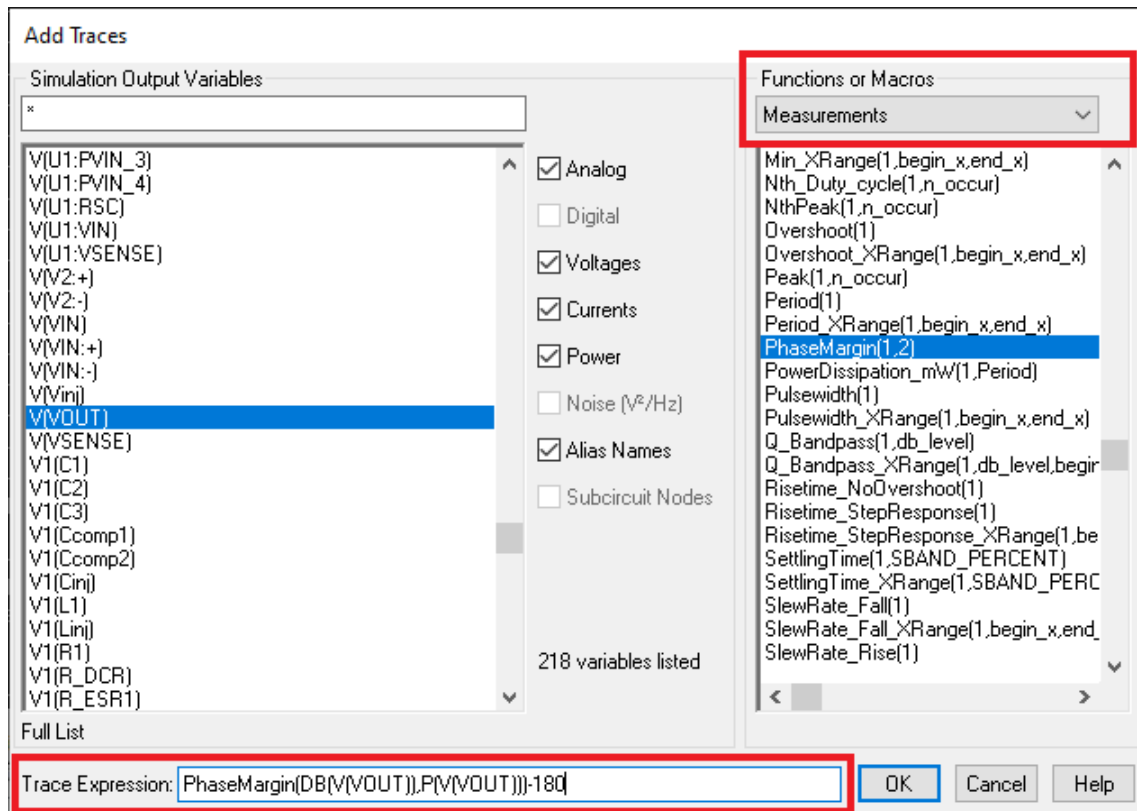 Add Traces
Simulation Output Variables
*
V(U1:PVIN_3)
V(U1:PVIN_4)
V(U1:RSC)
V(U1:VIN)
V(U1:VSENSE)
V(V2:+)
V(V2:-)
V(VIN)
V(VIN:+)
V(VIN:-)
V(Vinj)
V(VOUT)
V(VSENSE)
V1(C1)
V1(C2)
V1(C3)
V1(Ccomp1)
V1(Ccomp2)
V1(Cinj)
V1(L1)
V1(Linj)
V1(R1)
V1(R_DCR)
V1(R_ESR1)
Full List
Analog
Digital
Voltages
Currents
Power
Noise (V²/Hz)
Alias Names
Subcircuit Nodes
218 variables listed
Functions or Macros
Measurements
Min_XRange(1,begin_x,end_x)
Nth_Duty_cycle(1,n_occur)
NthPeak(1,n_occur)
Overshoot(1)
Overshoot_XRange(1,begin_x,end_x)
Peak(1,n_occur)
Period(1)
Period_XRange(1,begin_x,end_x)
PhaseMargin(1,2)
PowerDissipation_mW(1,Period)
Pulsewidth(1)
Pulsewidth_XRange(1,begin_x,end_x)
Q_Bandpass(1,db_level)
Q_Bandpass_XRange(1,db_level,begin
Risetime_NoOvershoot(1)
Risetime_StepResponse(1)
Risetime_StepResponse_XRange(1,be
SettlingTime(1,SBAND_PERCENT)
SettlingTime_XRange(1,SBAND_PERC
SlewRate_Fall(1)
SlewRate_Fall_XRange(1,begin_x,end_
SlewRate_Rise(1)
Trace Expression: PhaseMargin(DB(V(VOUT)),P(V(VOUT)))-180
OK
Cancel
Help